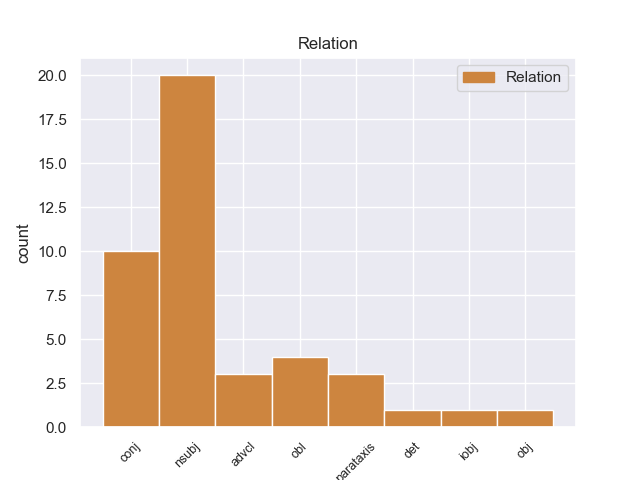 Relation
Relation
20.0
17.5
15.0
12.5
10.0
7.5
5.0
2.5
0.0
count
conj
nsubj
advcl
obl
parataxis
det
iobj
obj